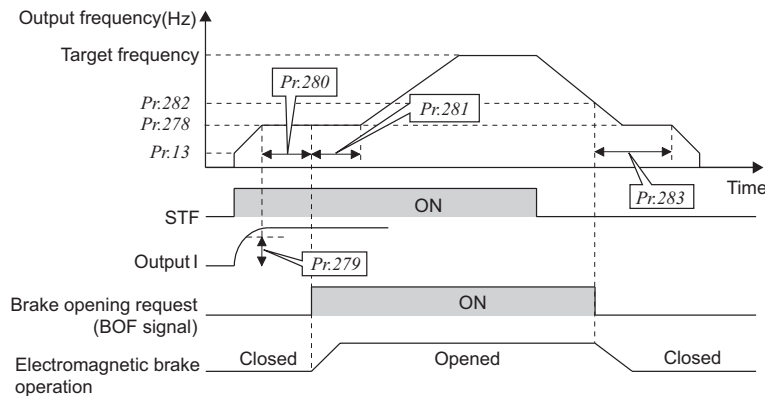 Output frequency(Hz)
Target frequency
Pr.280
Pr.282
Pr.281
Pr.278
Pr.13
Time
Pr.283
STF
ON
Output I
Pr.279
Brake opening request
(BOF signal)
ON
Electromagnetic brake
operation
Closed
Opened
Closed